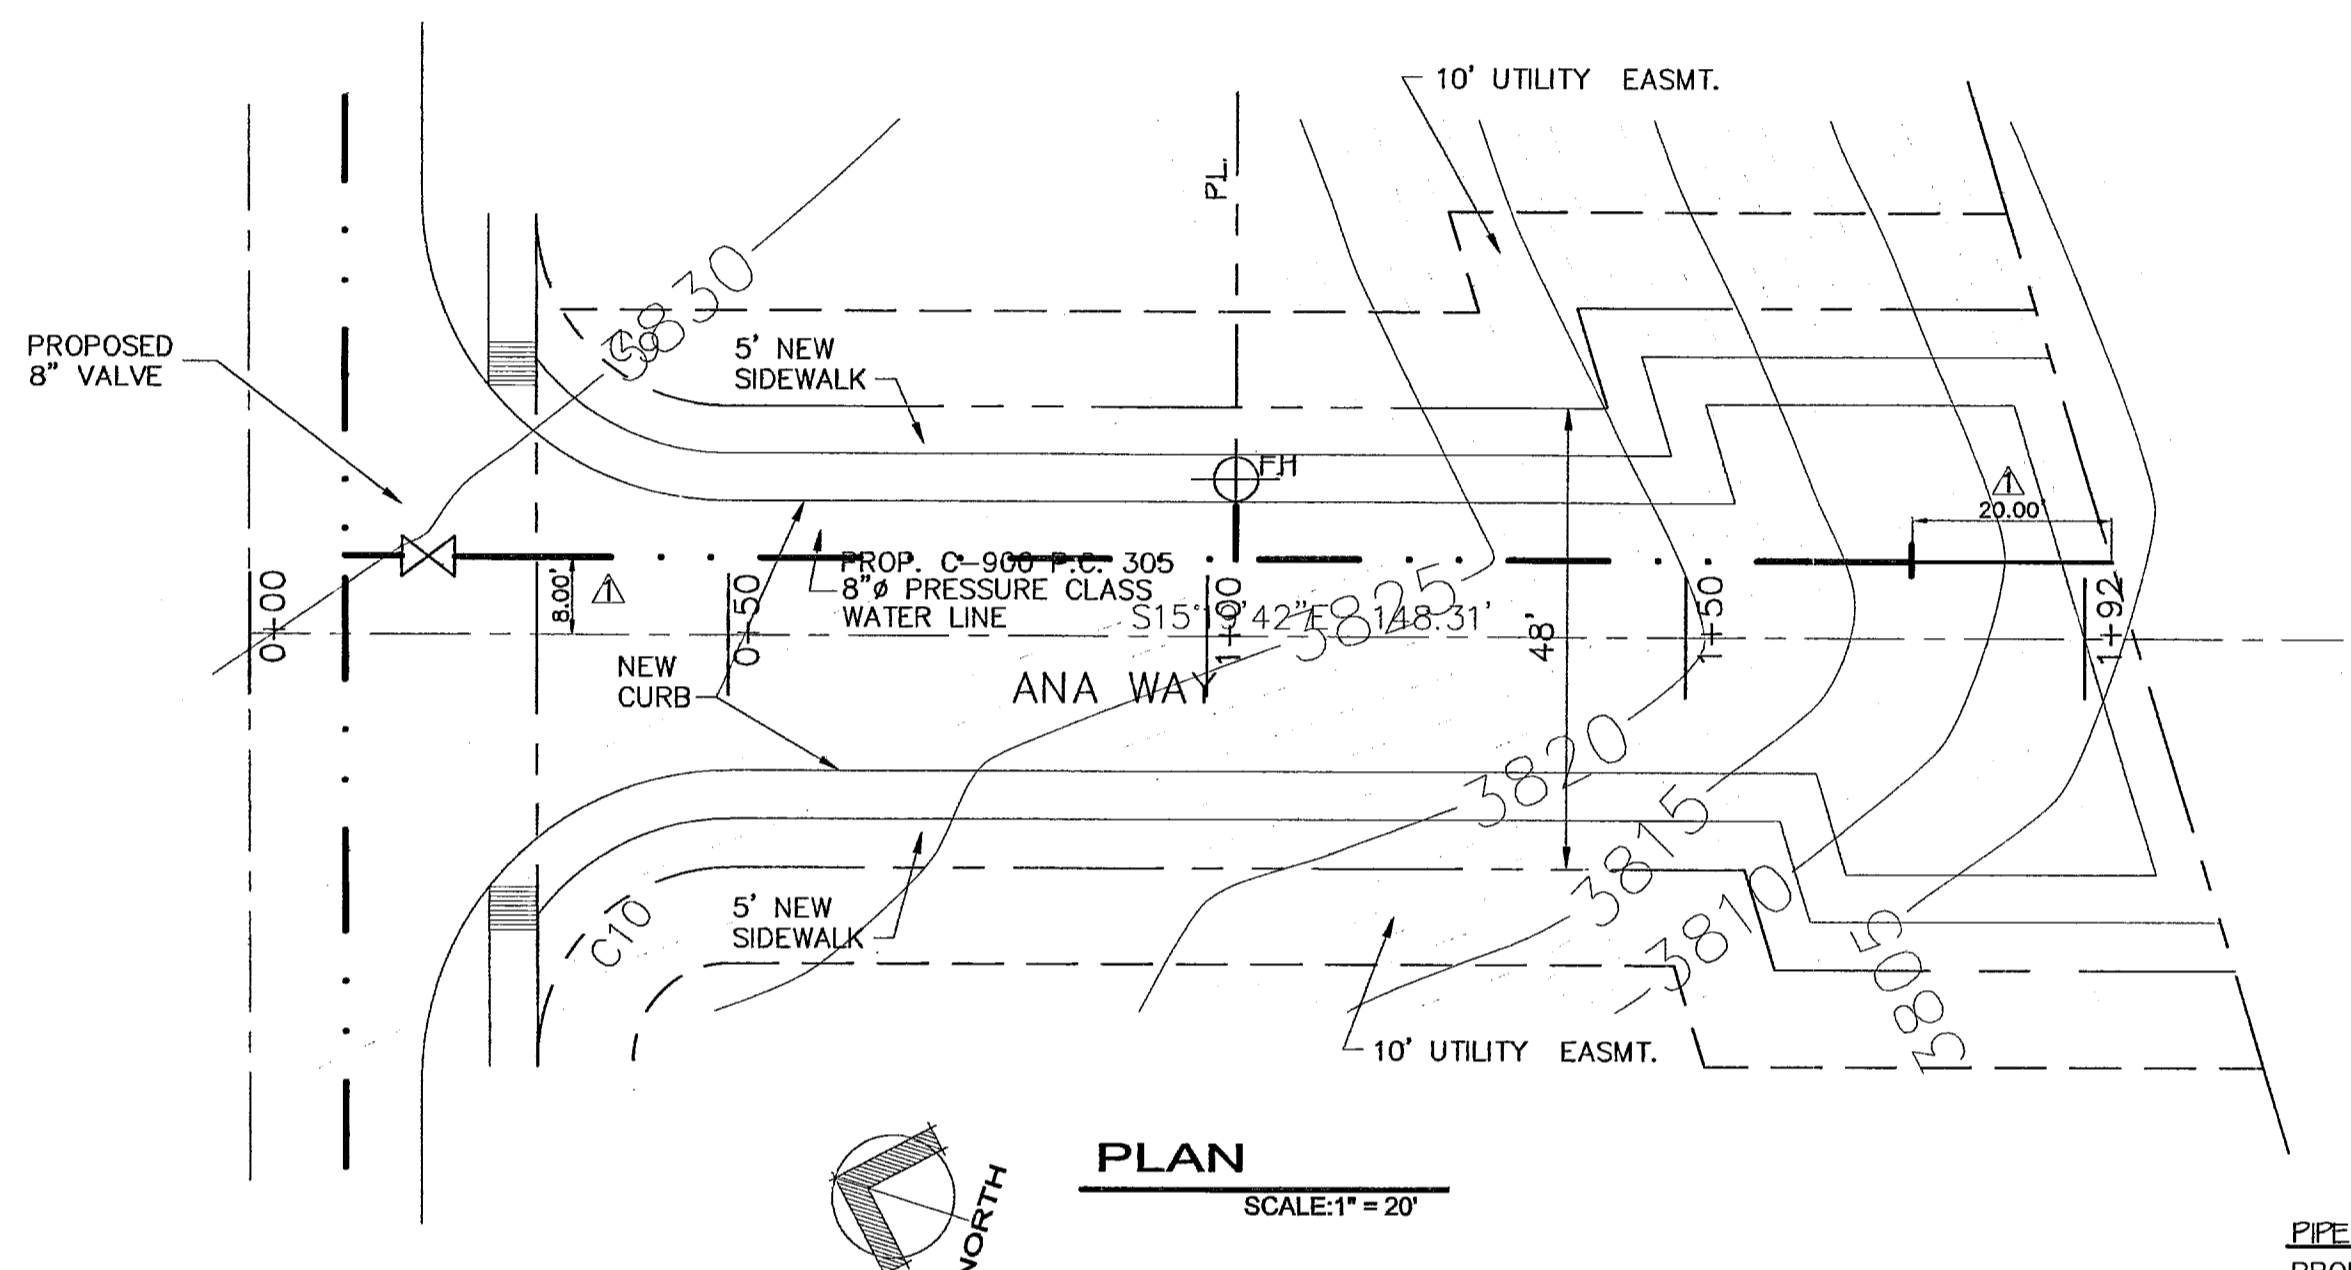 10' UTILITY EASMT.
PL.
3830
PROPOSED
8" VALVE
5' NEW
SIDEWALK
FH
1
20.00'
PROP. C-900 P.C. 305
8"ø PRESSURE CLASS
WATER LINE
8.00'
1
0+00
0+50
1+00
1+50
1+92
S15°19'42"E 148.31'
3825
48'
NEW
CURB
ANA WAY
3820
3815
3810
3805
C10
5' NEW
SIDEWALK
10' UTILITY EASMT.
NORTH
PLAN
SCALE:1" = 20'
PIPE